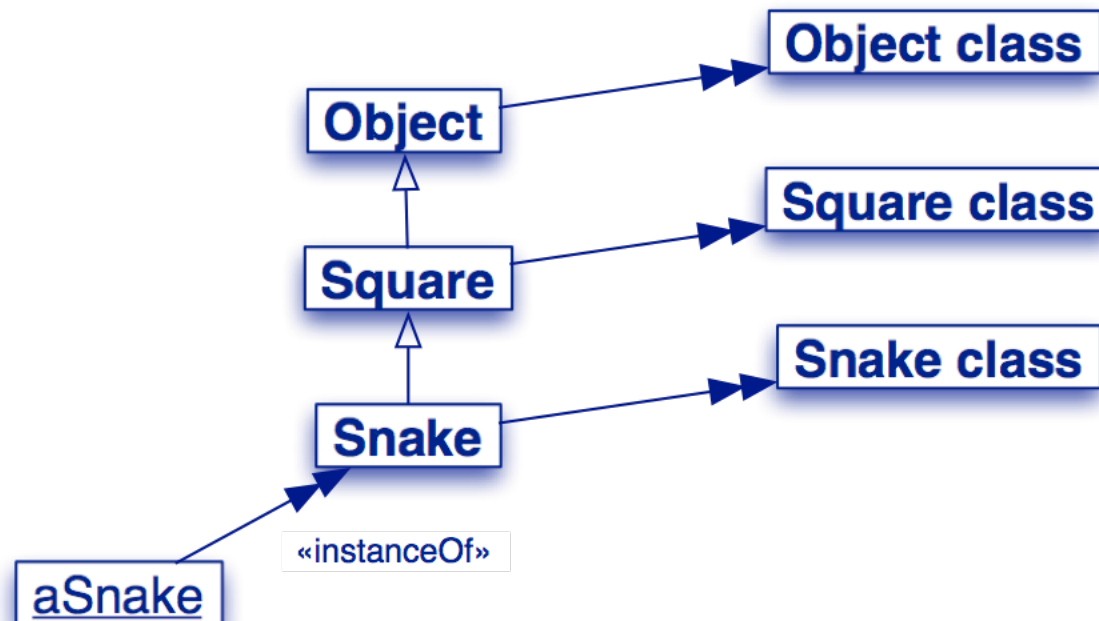 Object class
Object
Square class
Square
Snake class
Snake
«instanceOf»
aSnake